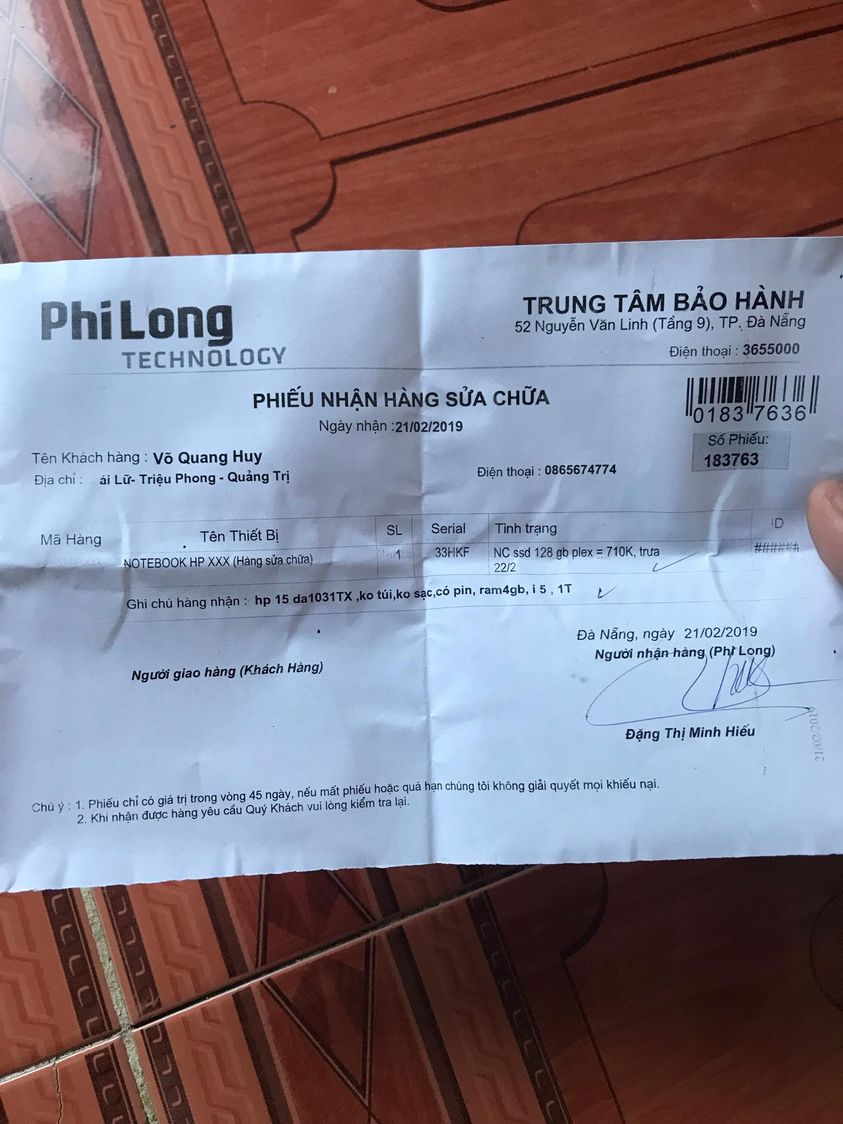 Phi Long
TECHNOLOGY
TRUNG TÂM BẢO HÀNH
52 Nguyễn Văn Linh (Tầng 9), TP. Đà Nẵng
Điện thoại : 3655000
PHIẾU NHẬN HÀNG SỬA CHỮA
Ngày nhận :21/02/2019
01837636
Số Phiếu:
183763
Tên Khách hàng : Võ Quang Huy
Địa chỉ : ái Lữ- Triệu Phong - Quảng Trị
Điện thoại : 0865674774
Mã Hàng Tên Thiết Bị SL Serial Tình trạng ID
NOTEBOOK HP XXX (Hàng sửa chữa) 1 33HKF NC ssd 128 gb plex = 710K, trưa ######
22/2
Ghi chú hàng nhận : hp 15 da1031TX ,ko túi,ko sạc,có pin, ram4gb, i 5 , 1T
Đà Nẵng, ngày 21/02/2019
Người giao hàng (Khách Hàng) Người nhận hàng (Phi Long)
Đặng Thị Minh Hiếu
21/02/2019
Chú ý : 1. Phiếu chỉ có giá trị trong vòng 45 ngày, nếu mất phiếu hoặc quá hạn chúng tôi không giải quyết mọi khiếu nại.
2. Khi nhận được hàng yêu cầu Quý Khách vui lòng kiểm tra lại.